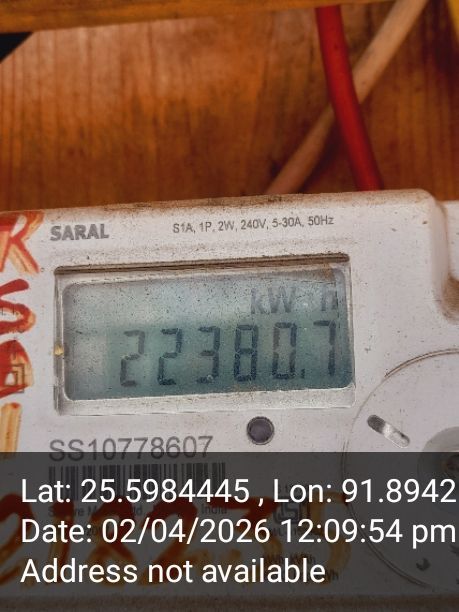 SARAL
S1A, 1P, 2W, 240V, 5-30A, 50Hz
kWh
22380.7
SS10778607
Lat: 25.5984445 , Lon: 91.8942
Date: 02/04/2026 12:09:54 pm
Address not available